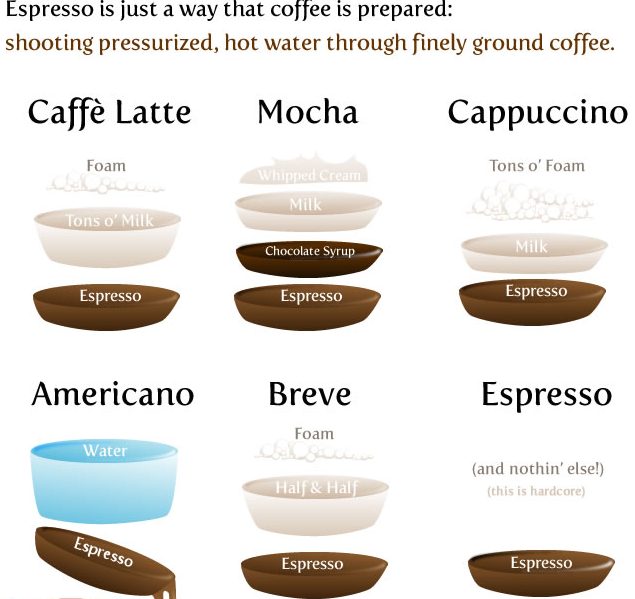 Espresso is just a way that coffee is prepared:
shooting pressurized, hot water through finely ground coffee.
Caffè Latte
Foam
Tons o' Milk
Espresso
Mocha
Whipped Cream
Milk
Chocolate Syrup
Espresso
Cappuccino
Tons o' Foam
Milk
Espresso
Americano
Water
Espresso
Breve
Foam
Half & Half
Espresso
Espresso
(and nothin' else!)
(this is hardcore)
Espresso